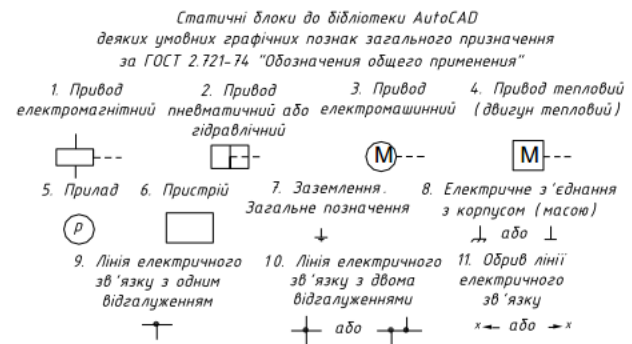 Статичні блоки до бібліотеки AutoCAD
деяких умовних графічних познак загального призначення
за ГОСТ 2.721-74 "Обозначения общего применения"
1. Привод
електромагнітний
2. Привод
пневматичний або
гідравлічний
3. Привод
електромашинний
4. Привод тепловий
(двигун тепловий)
M
M
5. Прилад
6. Пристрій
7. Заземлення.
Загальне позначення
8. Електричне з'єднання
з корпусом (масою)
P
або
9. Лінія електричного
зв'язку з одним
відгалуженням
10. Лінія електричного
зв'язку з двома
відгалуженнями
11. Обрив лінії
електричного
зв'язку
або
x або x